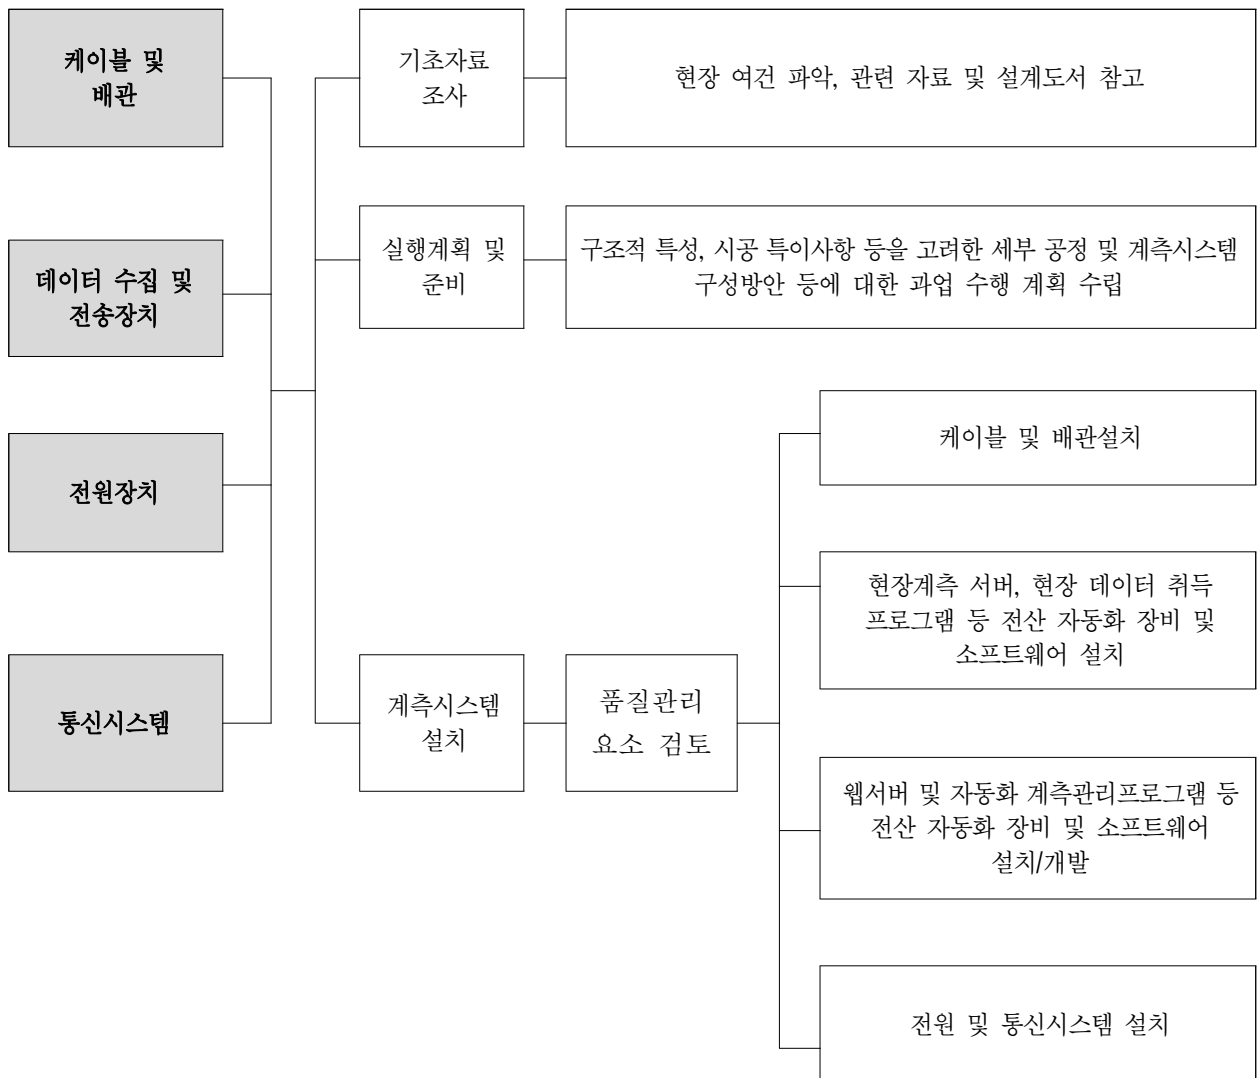 케이블 및
배관
기초자료
조사
현장 여건 파악, 관련 자료 및 설계도서 참고
데이터 수집 및
전송장치
실행계획 및
준비
구조적 특성, 시공 특이사항 등을 고려한 세부 공정 및 계측시스템
구성방안 등에 대한 과업 수행 계획 수립
전원장치
통신시스템
계측시스템
설치
품질관리
요소 검토
케이블 및 배관설치
현장계측 서버, 현장 데이터 취득
프로그램 등 전산 자동화 장비 및
소프트웨어 설치
웹서버 및 자동화 계측관리프로그램 등
전산 자동화 장비 및 소프트웨어
설치/개발
전원 및 통신시스템 설치